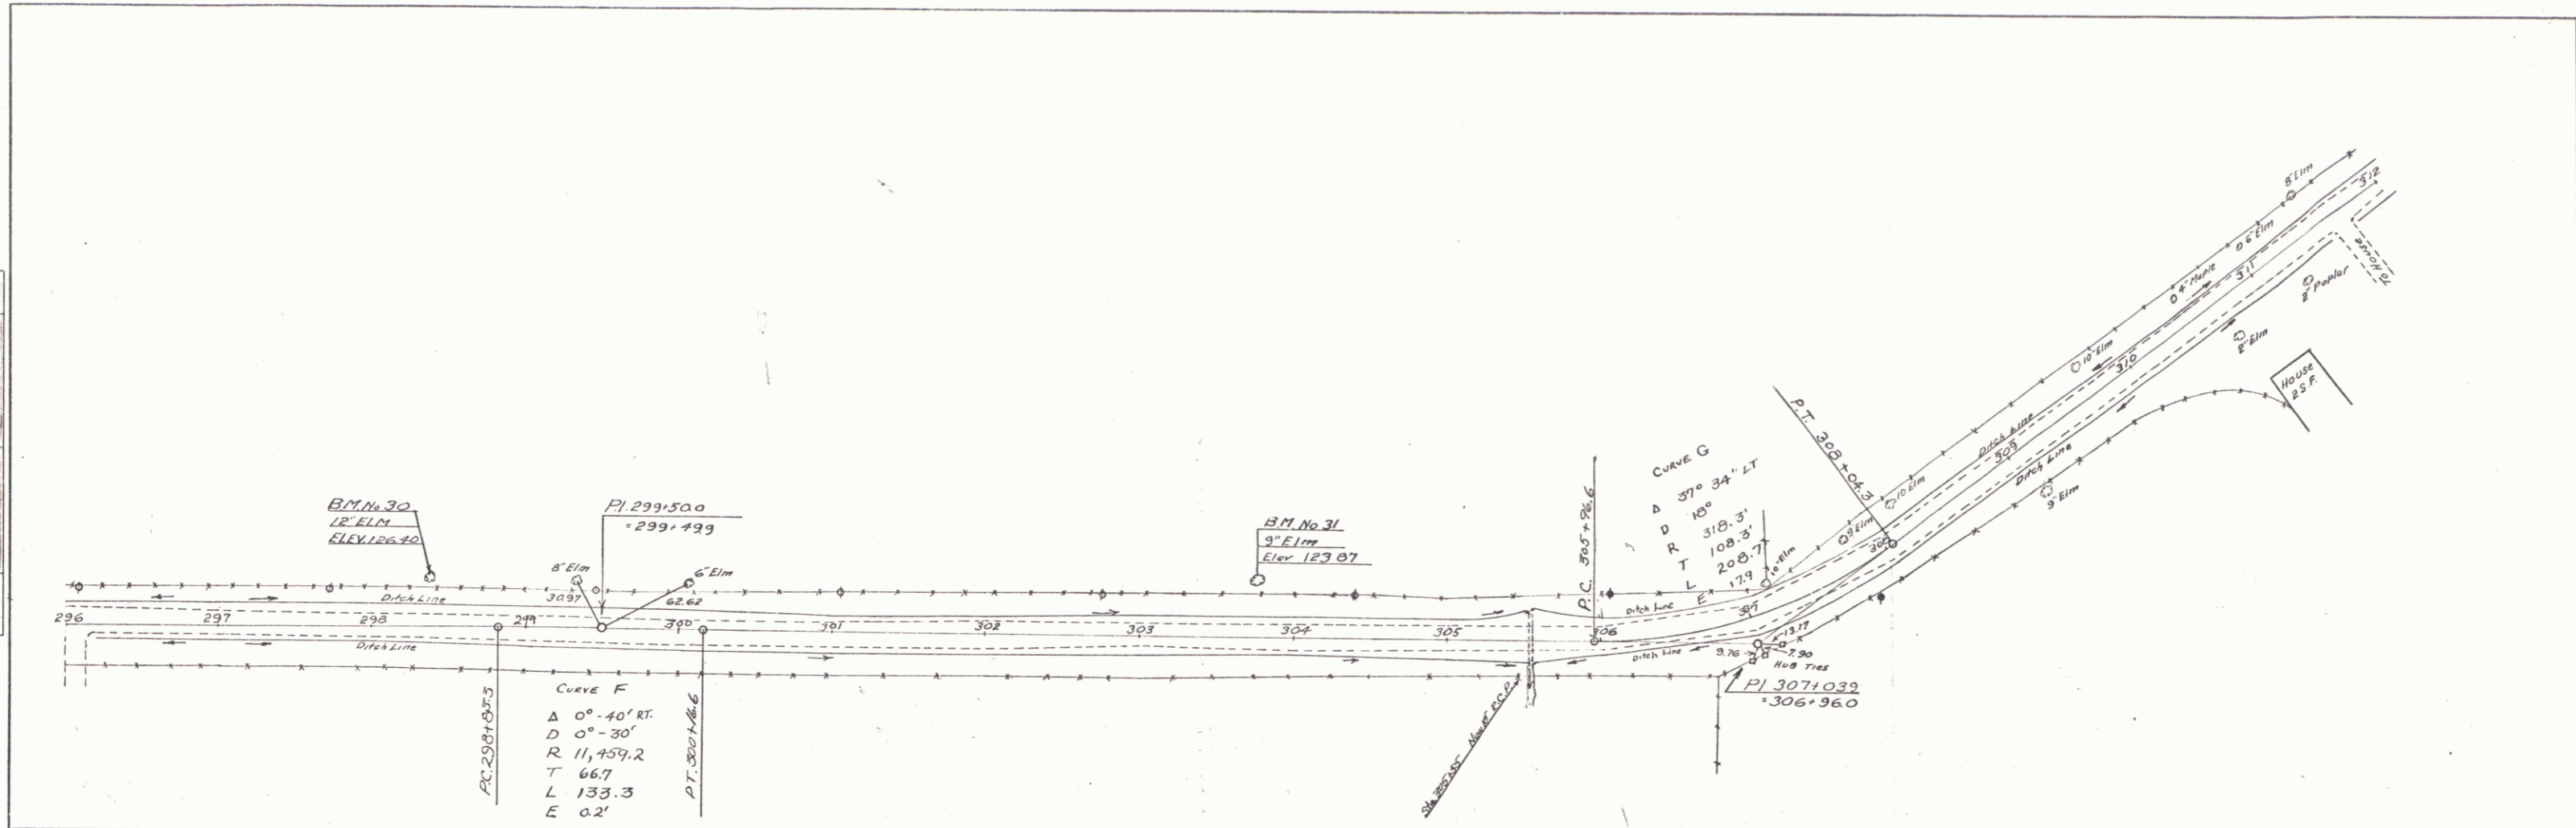 B.M. No 30
12" ELM
ELEV. 126.40
8" Elm
30.97
P.I. 299+50.0
= 299+49.9
6" Elm
62.62
B.M. No 31
9" Elm
Elev 123 87
Ditch Line
296
297
298
299
300
301
302
303
304
305
306
307
308
309
310
311
312
Ditch Line
P.C. 298+83.3
CURVE F
Δ 0°-40' RT.
D 0°-30'
R 11,459.2
T 66.7
L 133.3
E 0.2'
P.T. 300+16.6
P.C. 305+96.6
CURVE G
Δ 37° 34" LT
D 18°
R 318.3'
T 108.3'
L 208.7'
E 17.9
Ditch Line
Ditch Line
10" Elm
9" Elm
P.T. 308+04.3
10 Elm
Ditch Line
Ditch Line
9" Elm
10" Elm
4" Maple
6" Elm
8" Elm
To House
2" Poplar
2" Elm
House
2 S.F.
13.17
9.76
7.90
HUB TIES
P.I. 307+03.9
= 306+96.0
R.C.P.